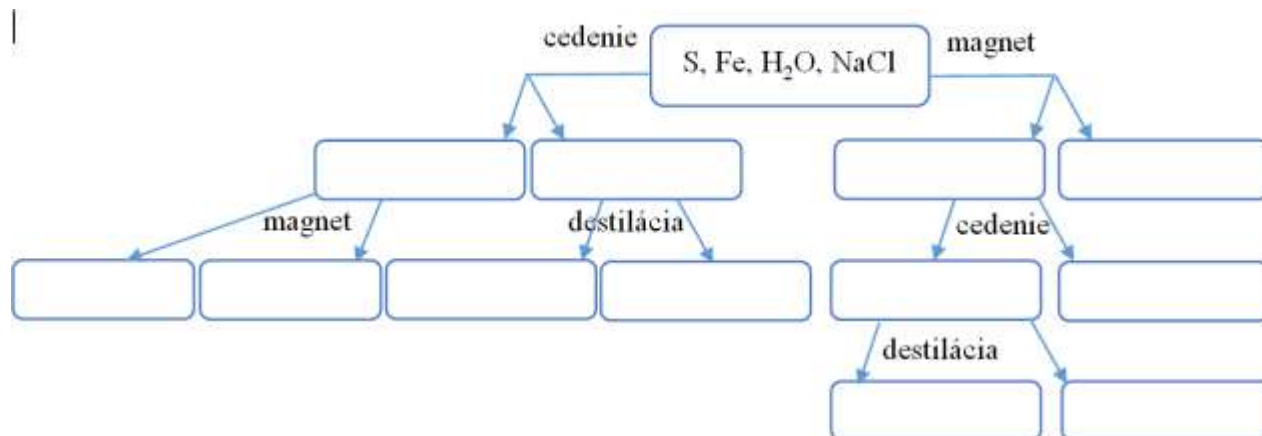 cedenie
S, Fe, H₂O, NaCl
magnet
magnet
destilácia
cedenie
destilácia